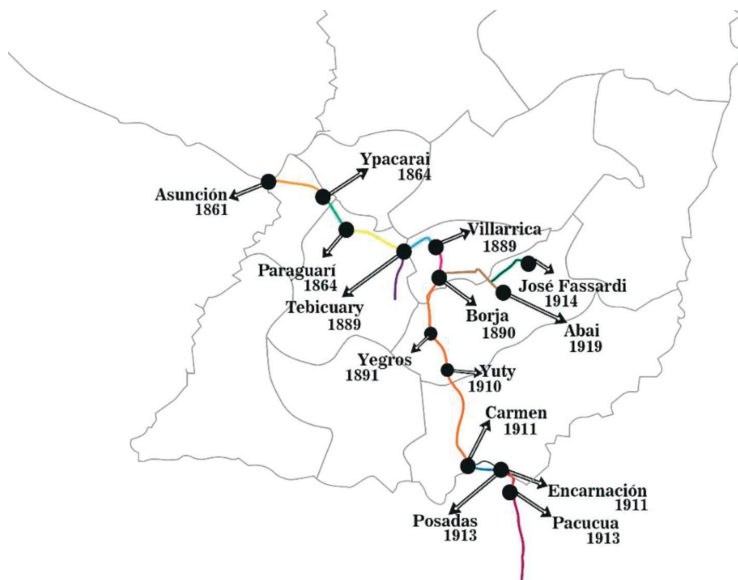 Ypacarai
1864
Asunción
1861
Villarrica
1889
Paraguarí
1864
José Fassardi
1914
Tebicuary
1889
Borja
1890
Abai
1919
Yegros
1891
Yuty
1910
Carmen
1911
Encarnación
1911
Posadas
1913
Pacucua
1913